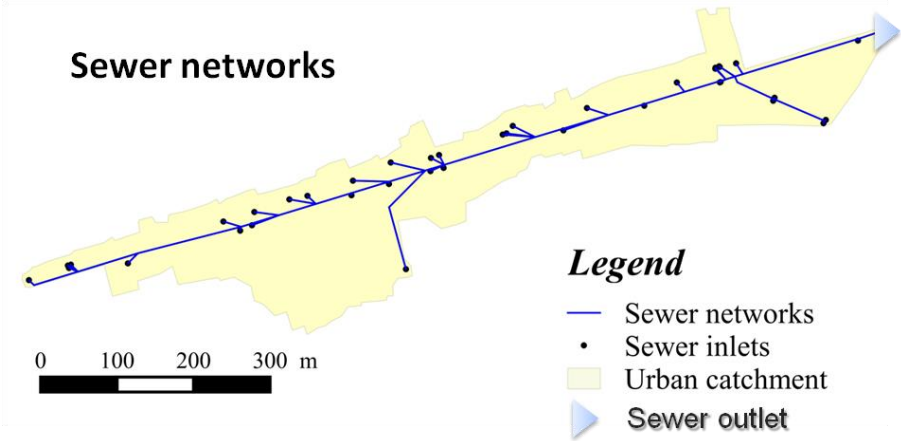 Sewer networks
Legend
Sewer networks
Sewer inlets
Urban catchment
Sewer outlet
0 100 200 300 m